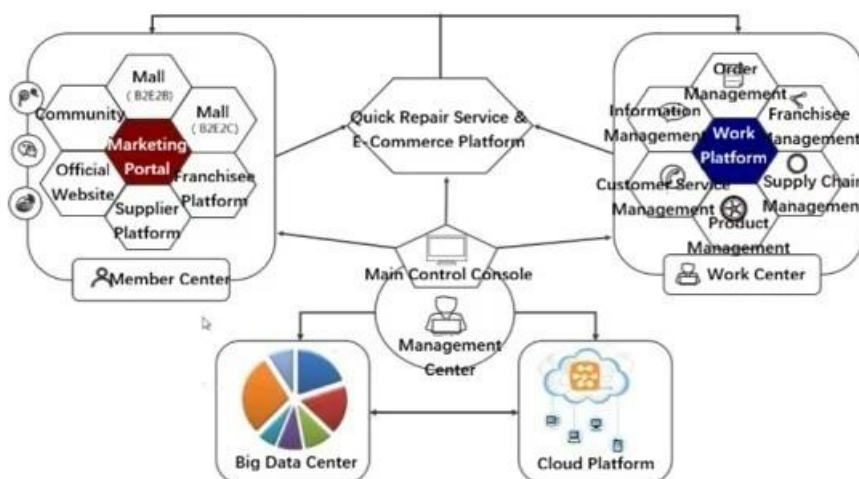 Mall
( B2E2B)
Community
Mall
(B2E2C)
Marketing
Portal
Official
Website
Franchisee
Platform
Supplier
Platform
Member Center
Quick Repair Service &
E-Commerce Platform
Order
Management
Information
Management
Franchisee
Management
Work
Platform
Customer Service
Management
Supply Chain
Management
Product
Management
Work Center
Main Control Console
Management
Center
Big Data Center
Cloud Platform